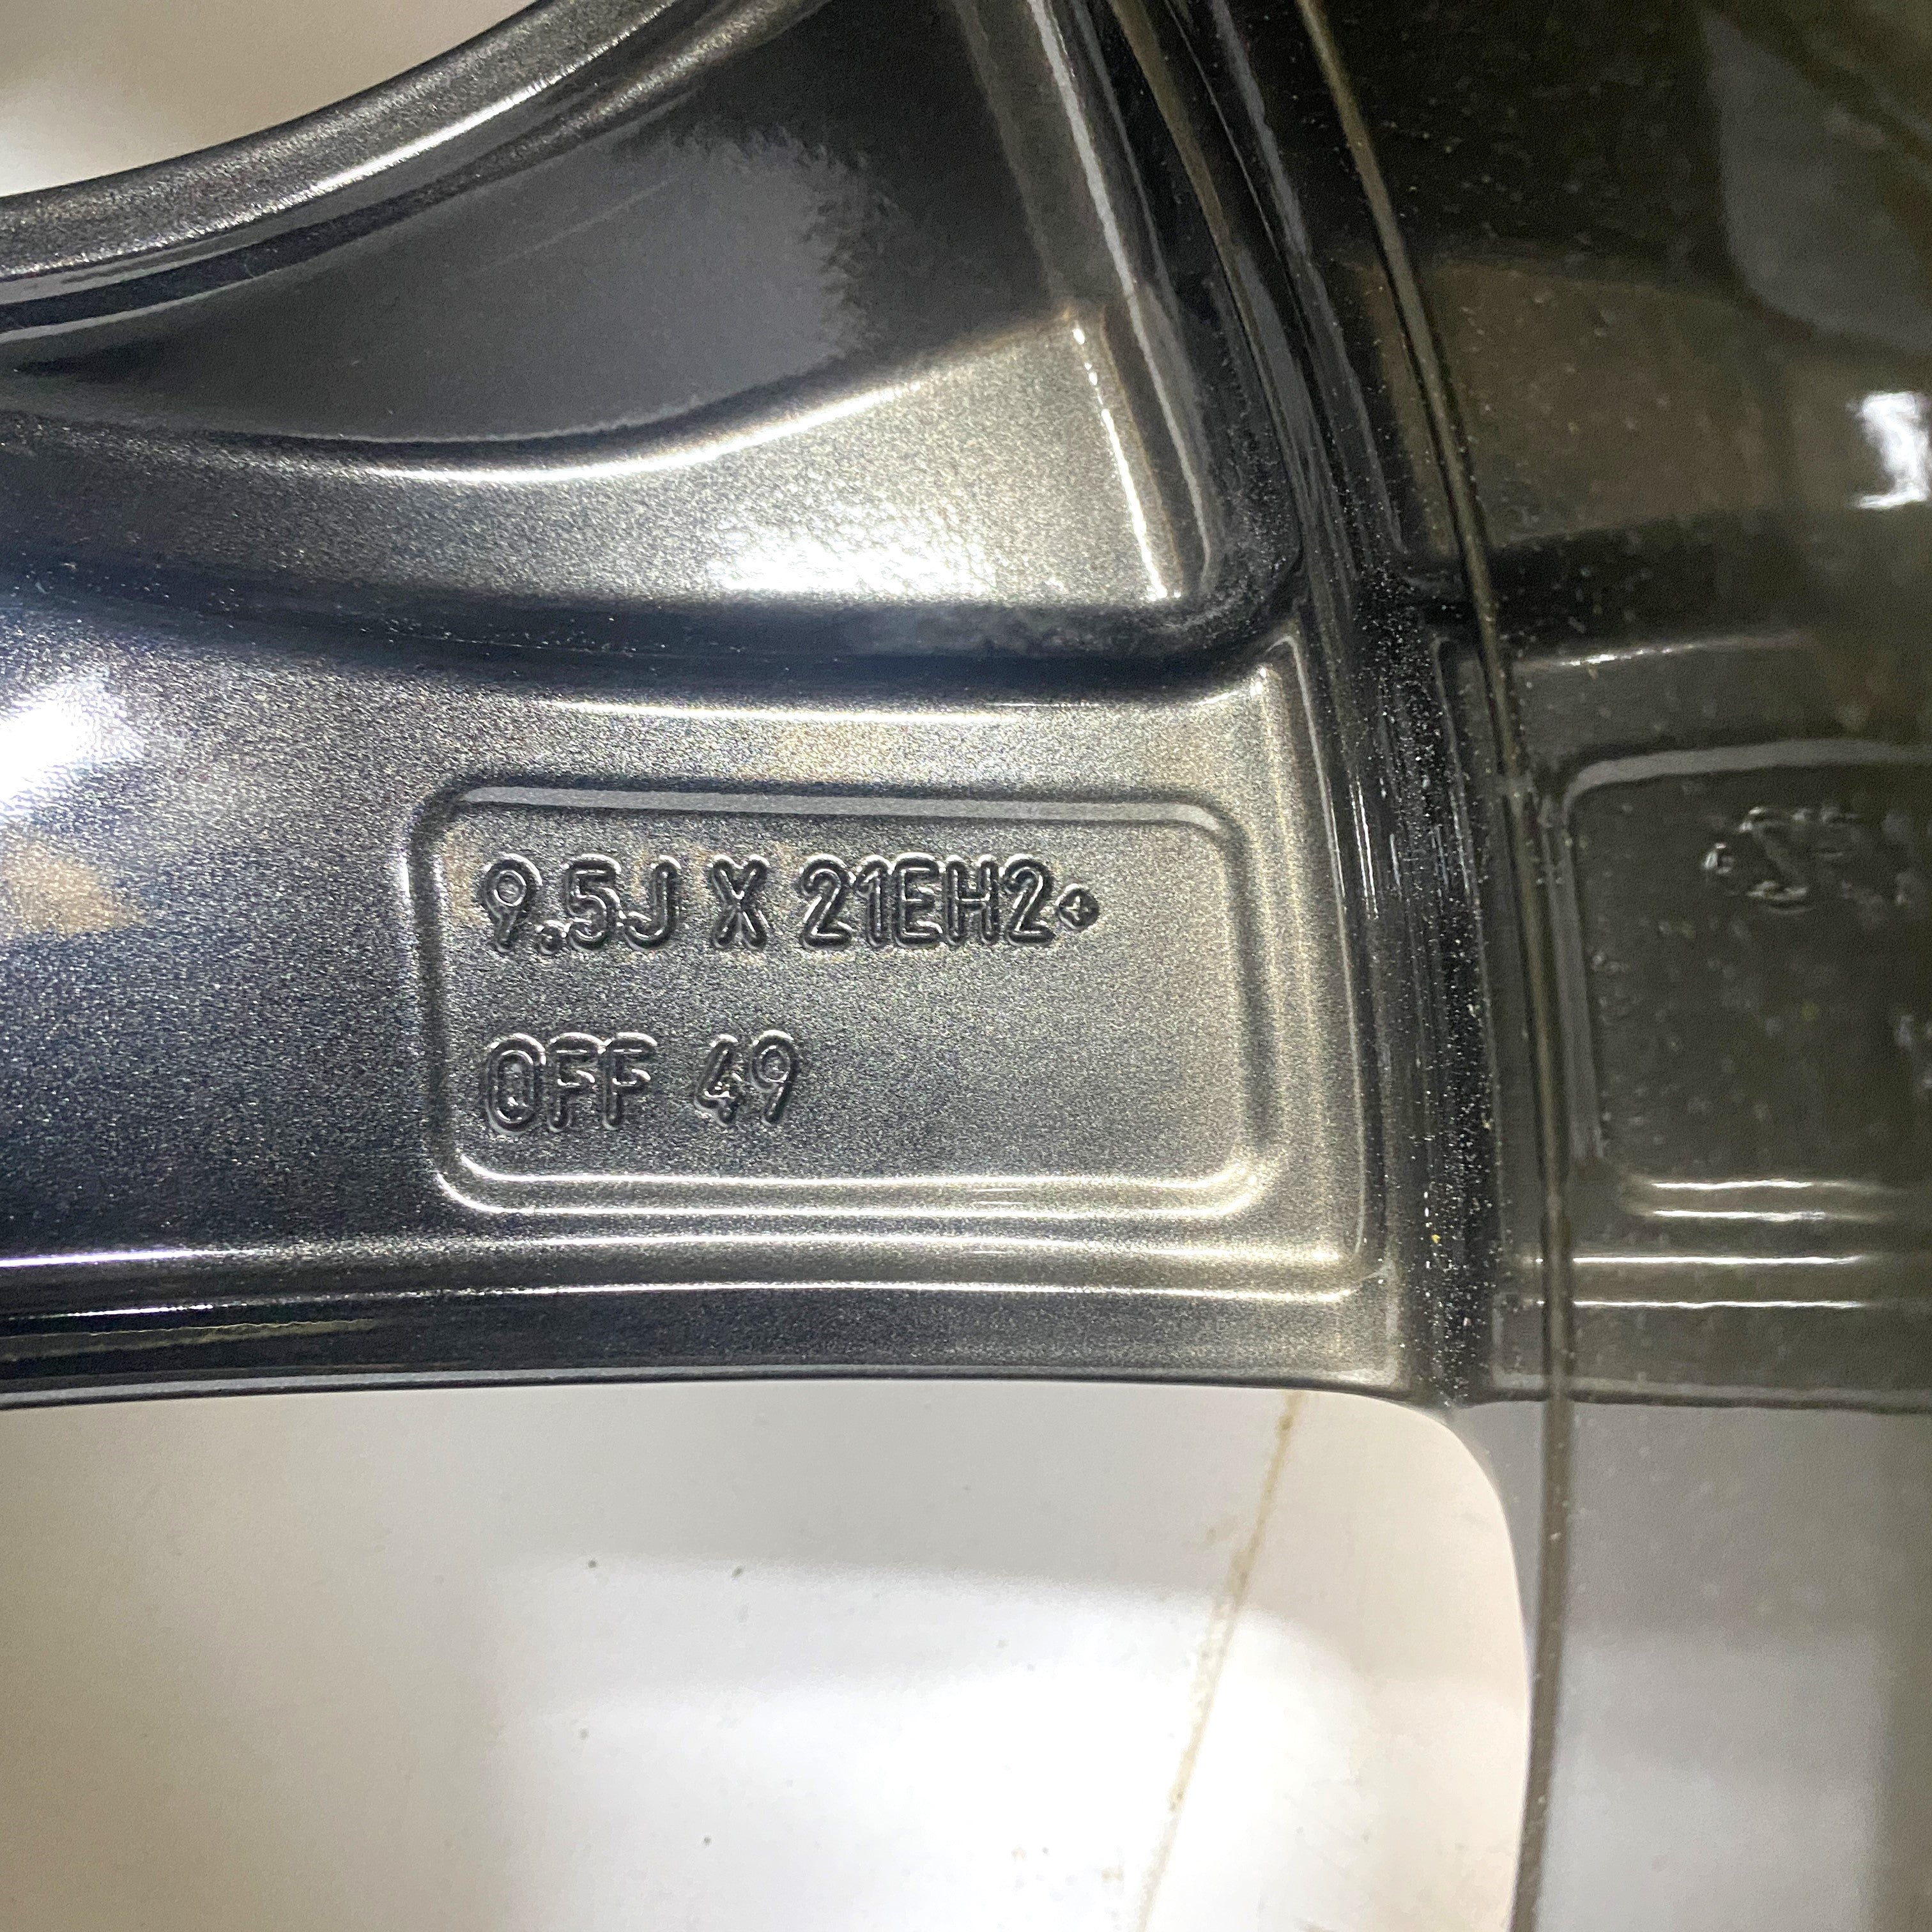 9.5J X 21EH2+
OFF 49